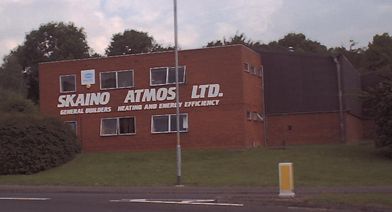 SKAINO ATMOS LTD.
GENERAL BUILDERS HEATING AND ENERGY EFFICIENCY